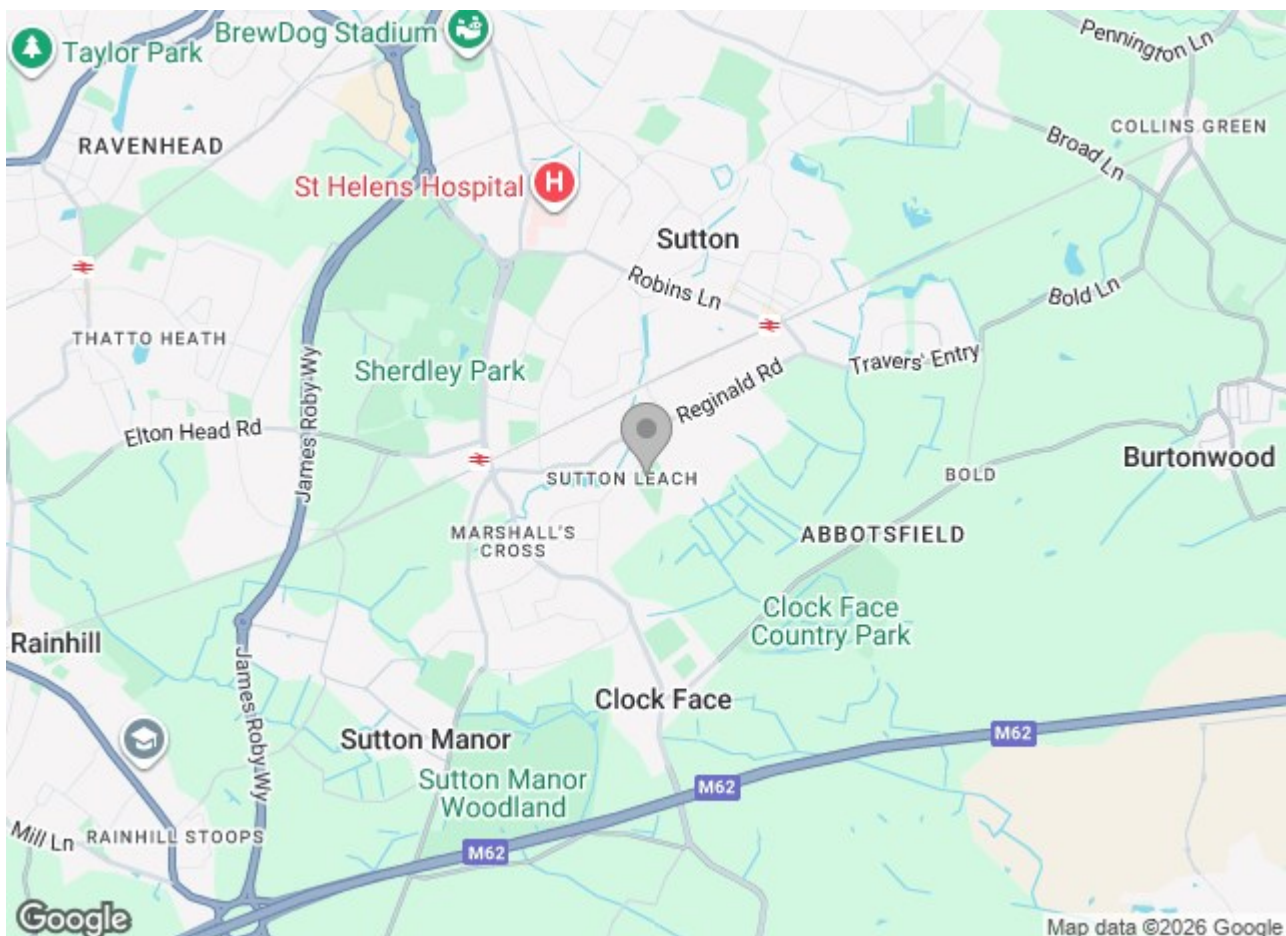 BrewDog Stadium
Taylor Park
Pennington Ln
COLLINS GREEN
RAVENHEAD
Broad Ln
St Helens Hospital
H
Sutton
Robins Ln
Bold Ln
THATTO HEATH
James Roby Wy
Sherdley Park
Travers' Entry
Reginald Rd
Elton Head Rd
Burtonwood
SUTTON LEACH
BOLD
MARSHALL'S
CROSS
ABBOTSFIELD
Clock Face
Country Park
Rainhill
James Roby Wy
Clock Face
Sutton Manor
M62
Sutton Manor
Woodland
M62
Mill Ln
RAINHILL STOOPS
M62
Google
Map data ©2026 Google